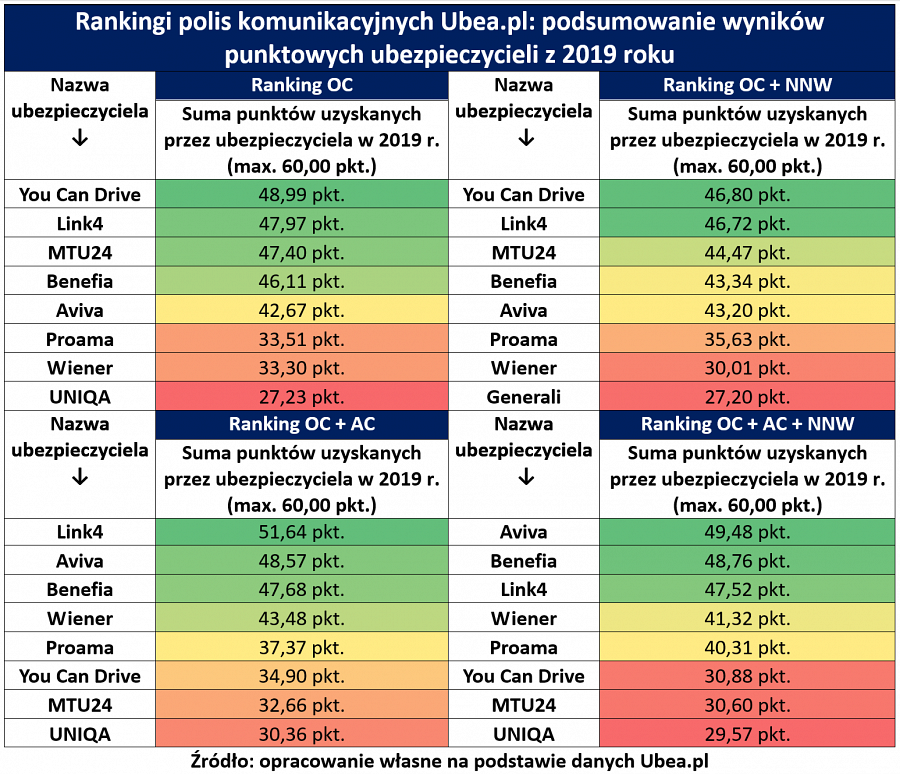 Rankingi polis komunikacyjnych Ubea.pl: podsumowanie wyników
punktowych ubezpieczycieli z 2019 roku
Nazwa
ubezpieczyciela
↓
Ranking OC
Suma punktów uzyskanych
przez ubezpieczyciela w 2019 r.
(max. 60,00 pkt.)
Nazwa
ubezpieczyciela
↓
Ranking OC + NNW
Suma punktów uzyskanych
przez ubezpieczyciela w 2019 r.
(max. 60,00 pkt.)
You Can Drive 48,99 pkt. You Can Drive 46,80 pkt.
Link4 47,97 pkt. Link4 46,72 pkt.
MTU24 47,40 pkt. MTU24 44,47 pkt.
Benefia 46,11 pkt. Benefia 43,34 pkt.
Aviva 42,67 pkt. Aviva 43,20 pkt.
Proama 33,51 pkt. Proama 35,63 pkt.
Wiener 33,30 pkt. Wiener 30,01 pkt.
UNIQA 27,23 pkt. Generali 27,20 pkt.
Nazwa
ubezpieczyciela
↓
Ranking OC + AC
Suma punktów uzyskanych
przez ubezpieczyciela w 2019 r.
(max. 60,00 pkt.)
Nazwa
ubezpieczyciela
↓
Ranking OC + AC + NNW
Suma punktów uzyskanych
przez ubezpieczyciela w 2019 r.
(max. 60,00 pkt.)
Link4 51,64 pkt. Aviva 49,48 pkt.
Aviva 48,57 pkt. Benefia 48,76 pkt.
Benefia 47,68 pkt. Link4 47,52 pkt.
Wiener 43,48 pkt. Wiener 41,32 pkt.
Proama 37,37 pkt. Proama 40,31 pkt.
You Can Drive 34,90 pkt. You Can Drive 30,88 pkt.
MTU24 32,66 pkt. MTU24 30,60 pkt.
UNIQA 30,36 pkt. UNIQA 29,57 pkt.
Źródło: opracowanie własne na podstawie danych Ubea.pl